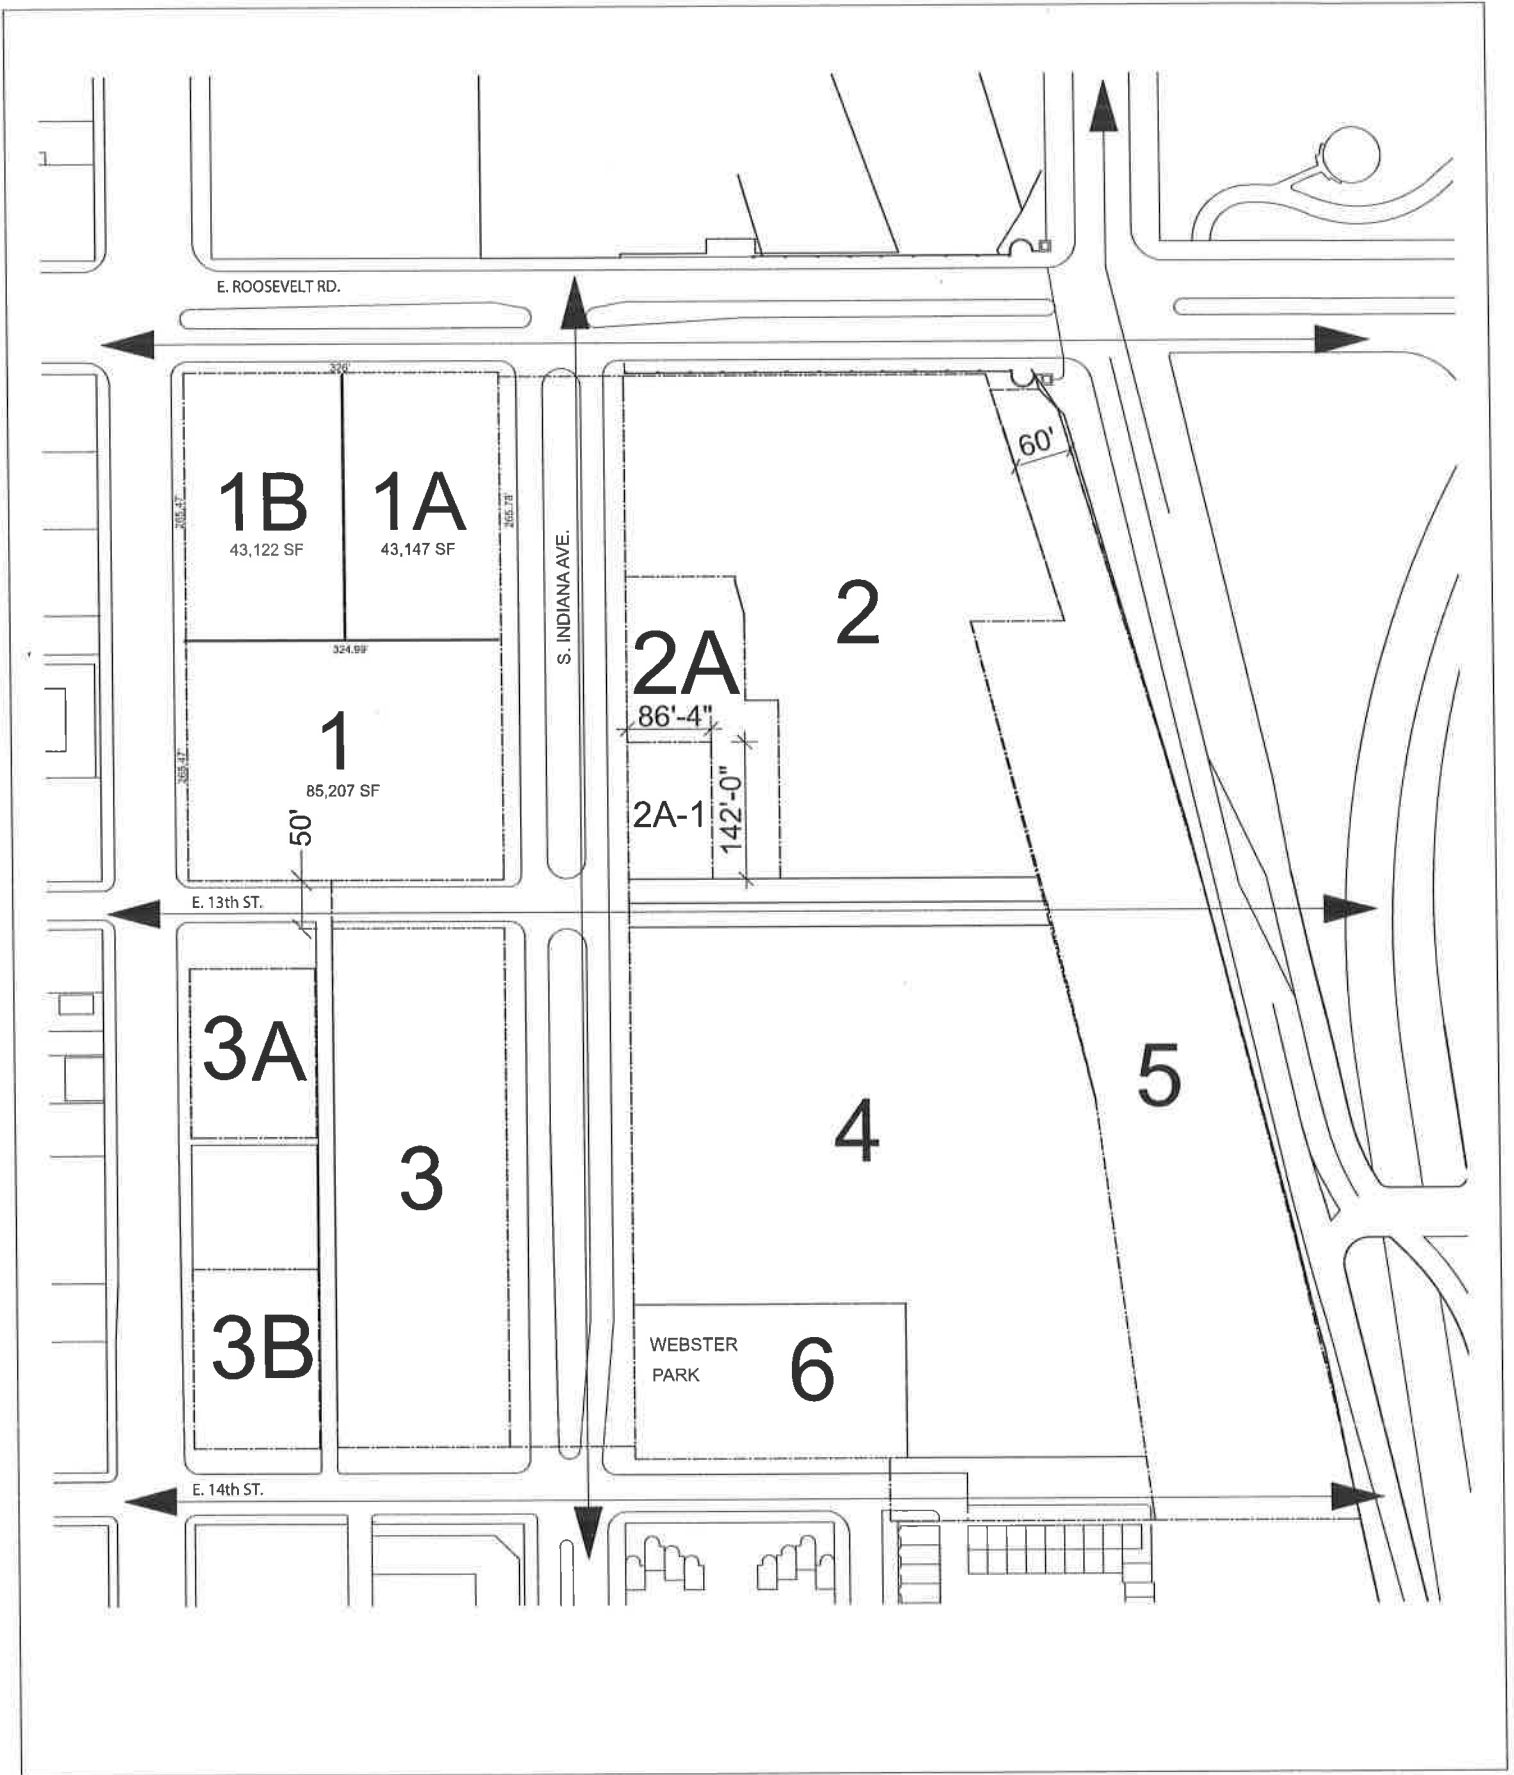 E. ROOSEVELT RD.
326'
60'
1B
43,122 SF
1A
43,147 SF
265.47'
265.78'
S. INDIANA AVE.
2
324.99'
2A
86'-4"
1
85,207 SF
265.47'
2A-1
142'-0"
50'
E. 13th ST.
3A
5
4
3
3B
WEBSTER
PARK
6
E. 14th ST.